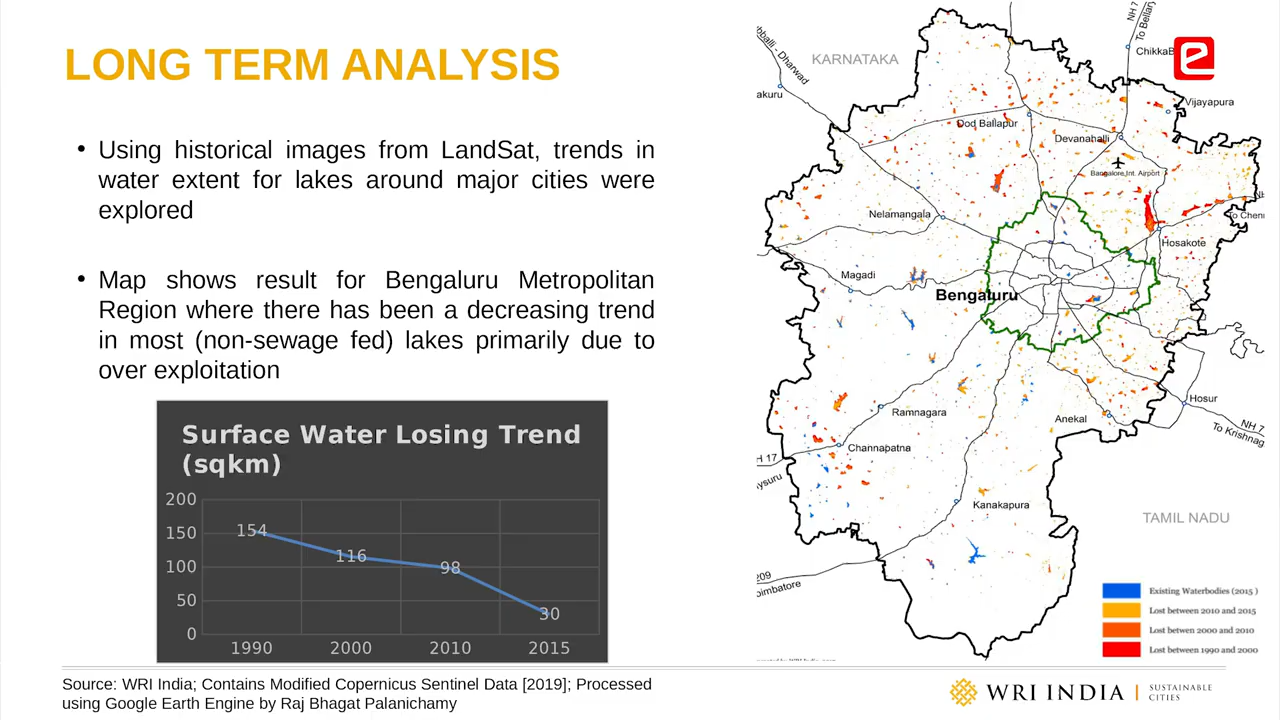 LONG TERM ANALYSIS
• Using historical images from LandSat, trends in
water extent for lakes around major cities were
explored
• Map shows result for Bengaluru Metropolitan
Region where there has been a decreasing trend
in most (non-sewage fed) lakes primarily due to
over exploitation
Surface Water Losing Trend
(sqkm)
200
150
100
50
0
154
116
98
30
1990 2000 2010 2015
Source: WRI India; Contains Modified Copernicus Sentinel Data [2019]; Processed
using Google Earth Engine by Raj Bhagat Palanichamy
KARNATAKA
bballi - Dharwad
akuru
NH 7
To Bellary
ChikkaB
e
Vijayapura
Dod Ballapur
Devanahalli
Bangalore Int. Airport
Nelamangala
To Chenn
Hosakote
Magadi
Bengaluru
Ramnagara
Anekal
Hosur
NH 7
To Krishnag
Channapatna
H 17
ysuru
Kanakapura
TAMIL NADU
209
oimbatore
Existing Waterbodies (2015 )
Lost between 2010 and 2015
Lost betwen 2000 and 2010
Lost between 1990 and 2000
WRI INDIA | SUSTAINABLE
CITIES